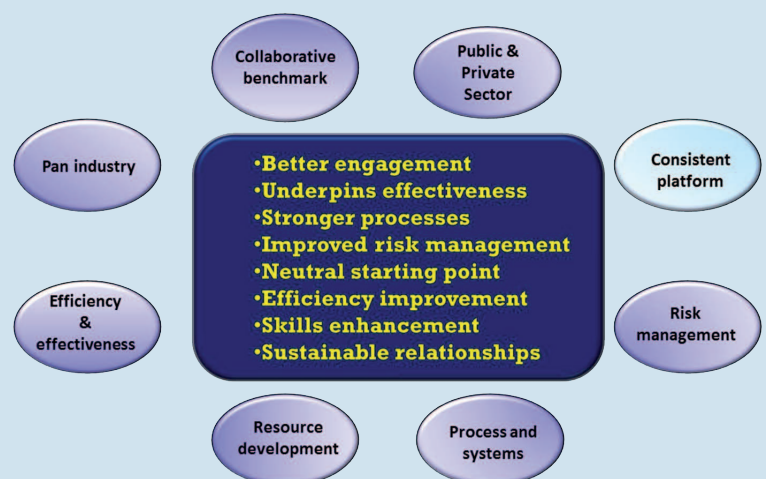 Collaborative
benchmark
Public &
Private
Sector
Pan industry
Consistent
platform
•Better engagement
•Underpins effectiveness
•Stronger processes
•Improved risk management
•Neutral starting point
•Efficiency improvement
•Skills enhancement
•Sustainable relationships
Efficiency
&
effectiveness
Risk
management
Resource
development
Process and
systems